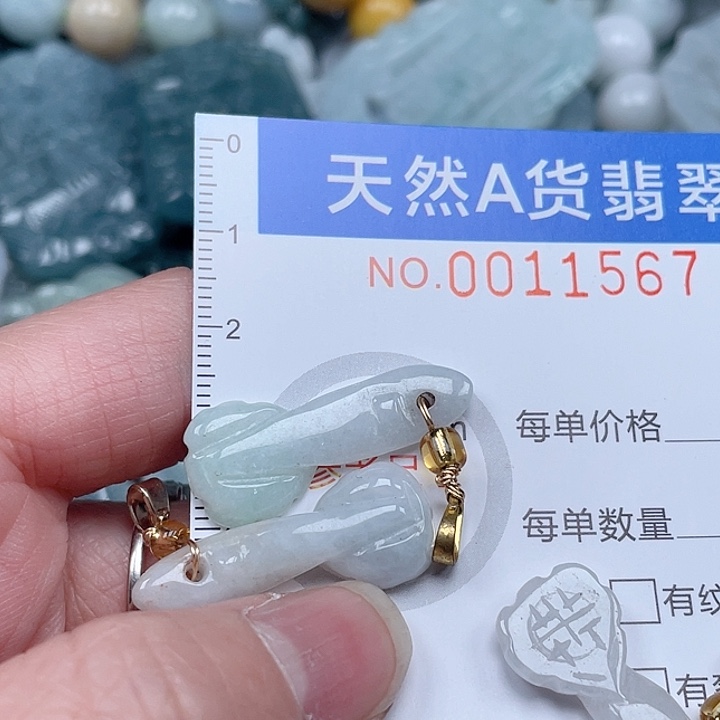 0
天然A货翡翠
1
NO.0011567
2
每单价格
每单数量
有纹
有